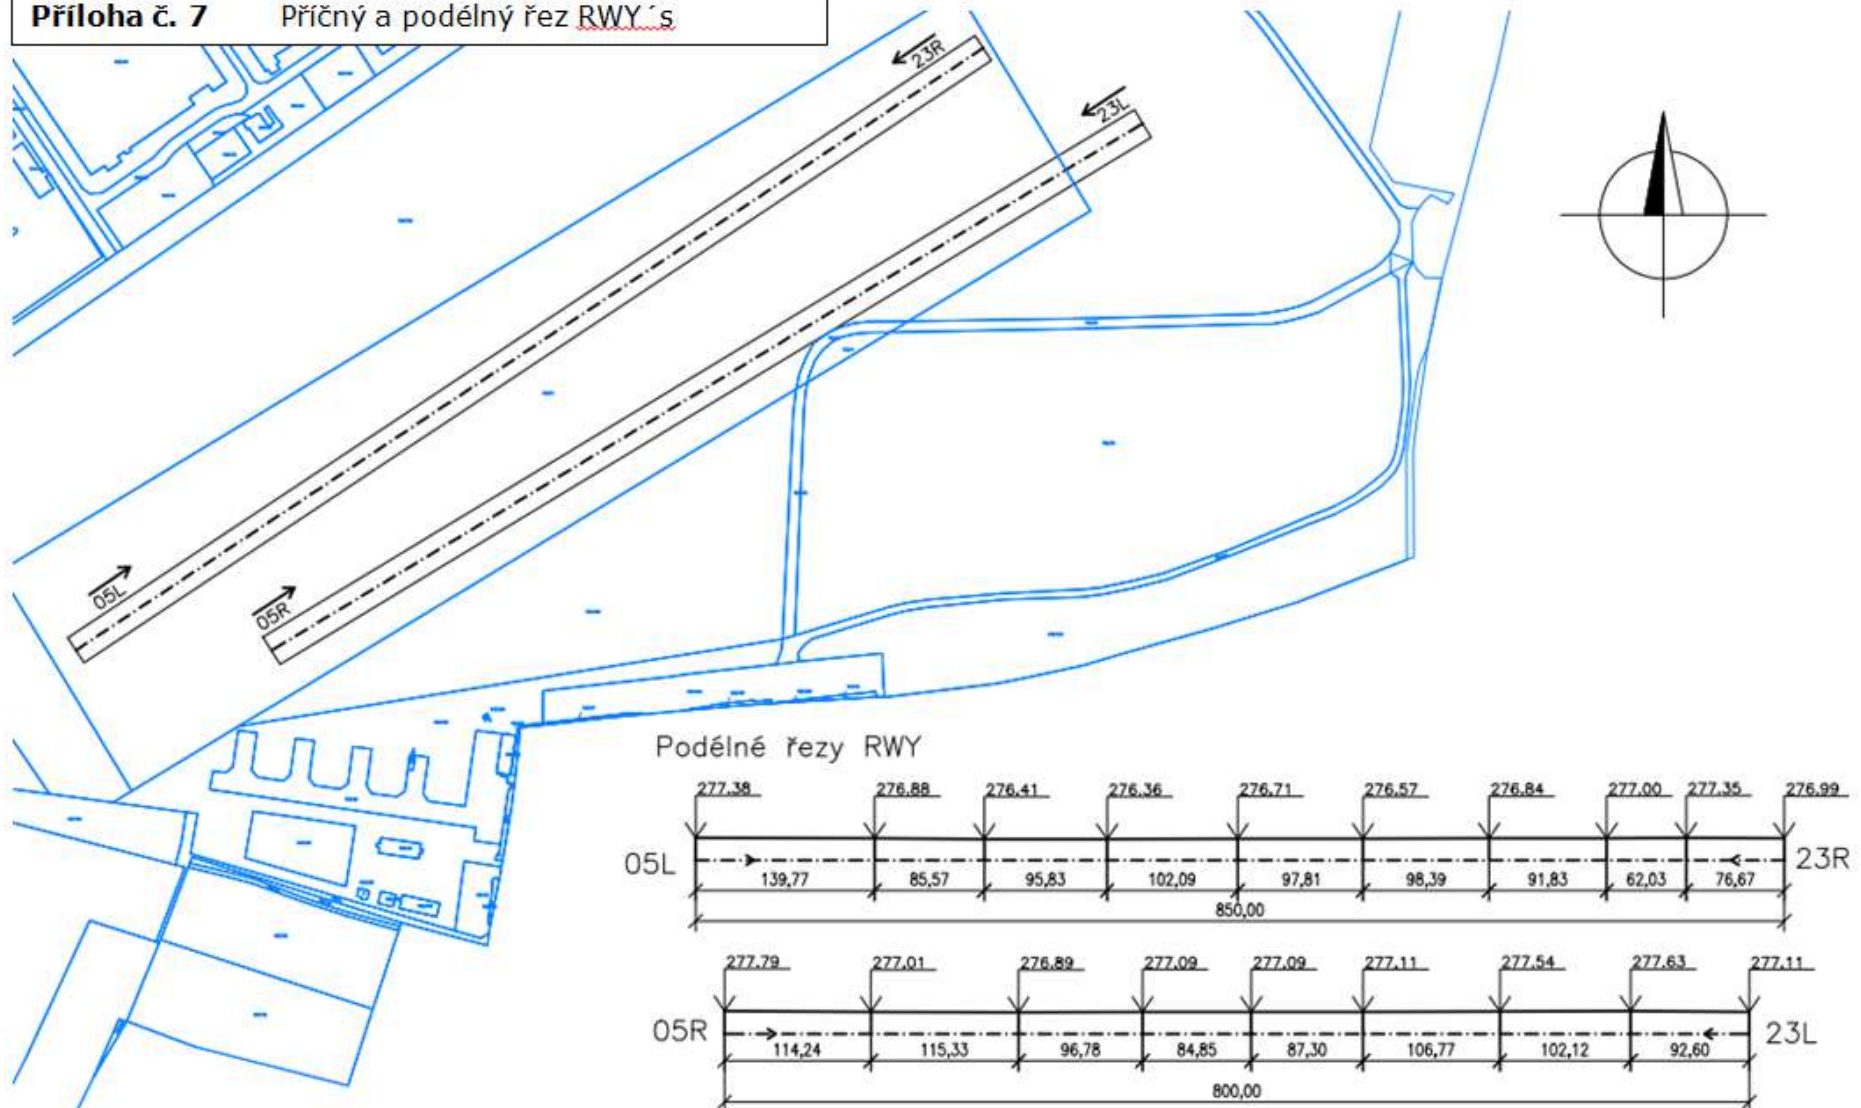 Příloha č. 7 Příčný a podélný řez RWY´s
23R
23L
05L
05R
Podélné řezy RWY
277.38 276.88 276.41 276.36 276.71 276.57 276.84 277.00 277.35 276.99
05L 23R
139,77 85,57 95,83 102,09 97,81 98,39 91,83 62,03 76,67
850,00
277.79 277.01 276.89 277.09 277.09 277.11 277.54 277.63 277.11
05R 23L
114,24 115,33 96,78 84,85 87,30 106,77 102,12 92,60
800,00